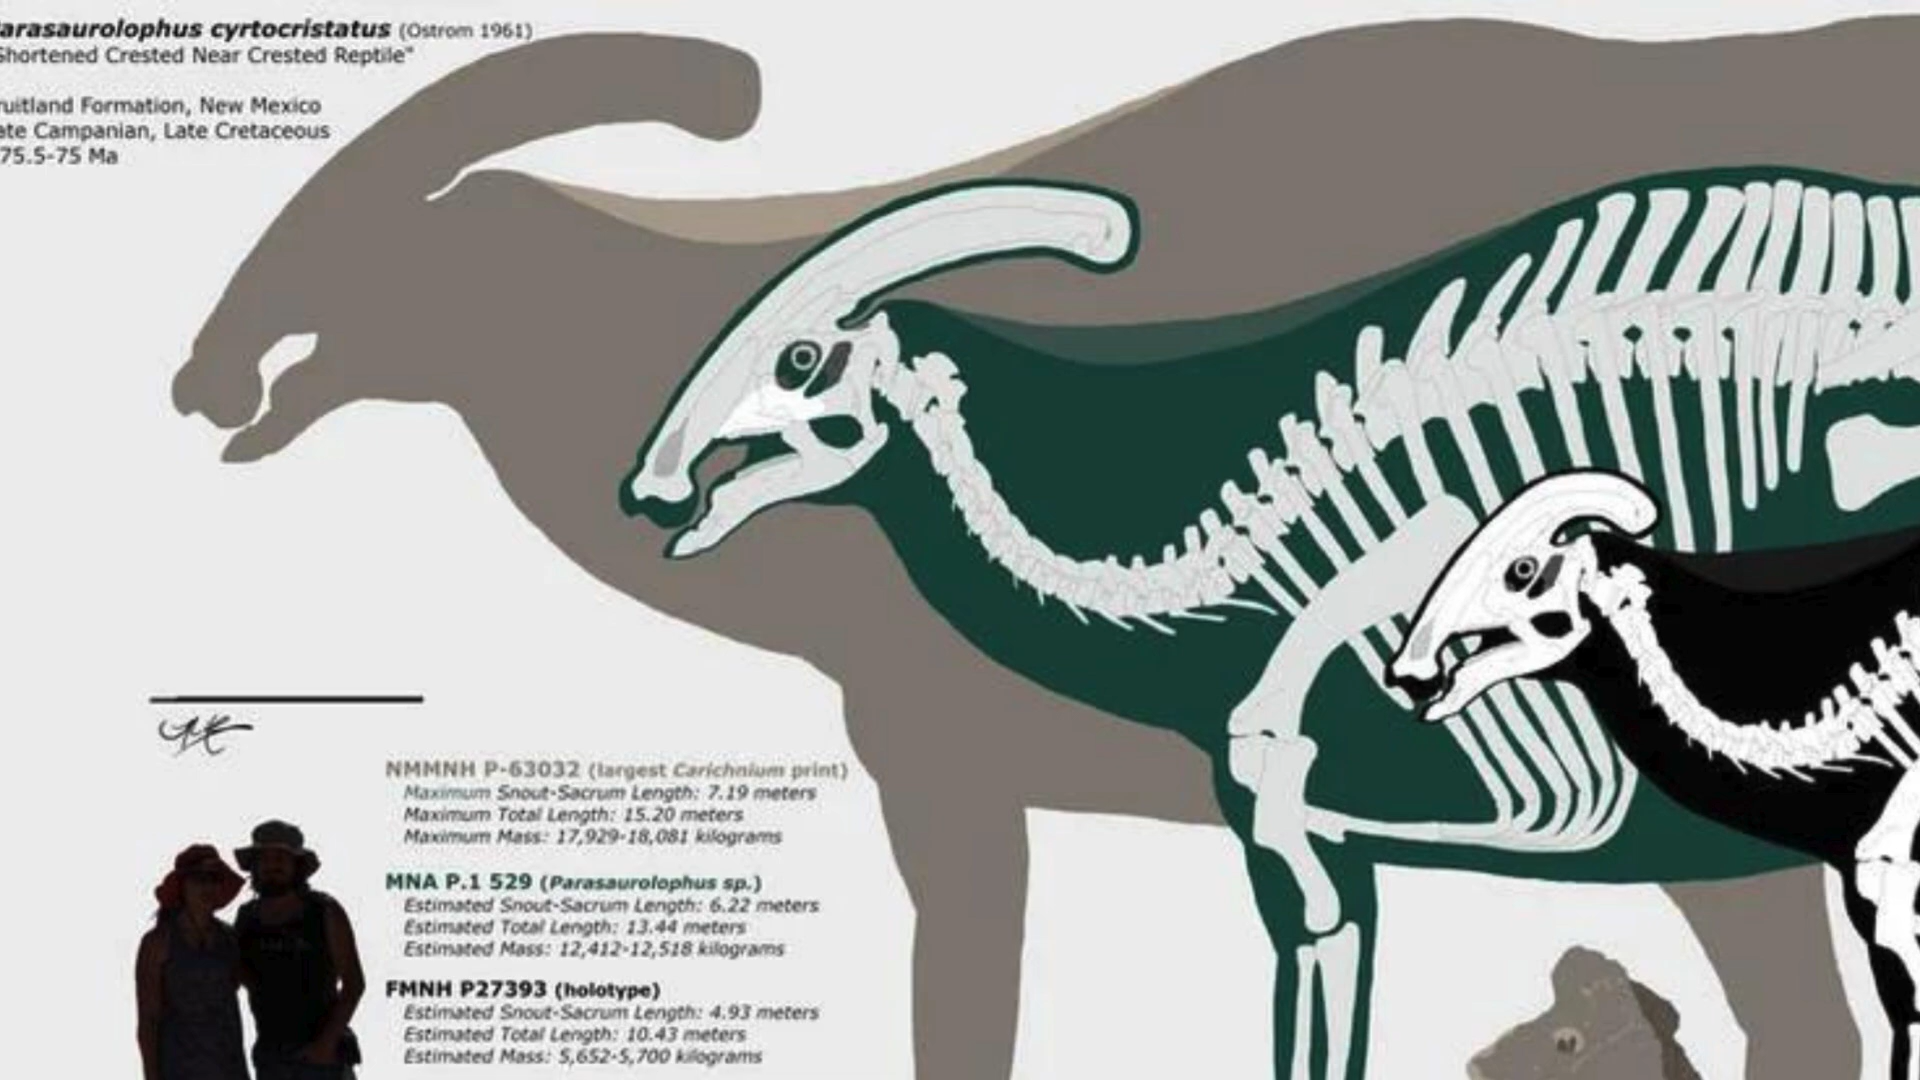 arasaurolophus cyrtocristatus (Ostrom 1961)
Shortened Crested Near Crested Reptile"
ruitland Formation, New Mexico
ate Campanian, Late Cretaceous
75.5-75 Ma
NMMNH P-63032 (largest Carichnium print)
Maximum Snout-Sacrum Length: 7.19 meters
Maximum Total Length: 15.20 meters
Maximum Mass: 17,929-18,081 kilograms
MNA P.1 529 (Parasaurolophus sp.)
Estimated Snout-Sacrum Length: 6.22 meters
Estimated Total Length: 13.44 meters
Estimated Mass: 12,412-12,518 kilograms
FMNH P27393 (holotype)
Estimated Snout-Sacrum Length: 4.93 meters
Estimated Total Length: 10.43 meters
Estimated Mass: 5,652-5,700 kilograms